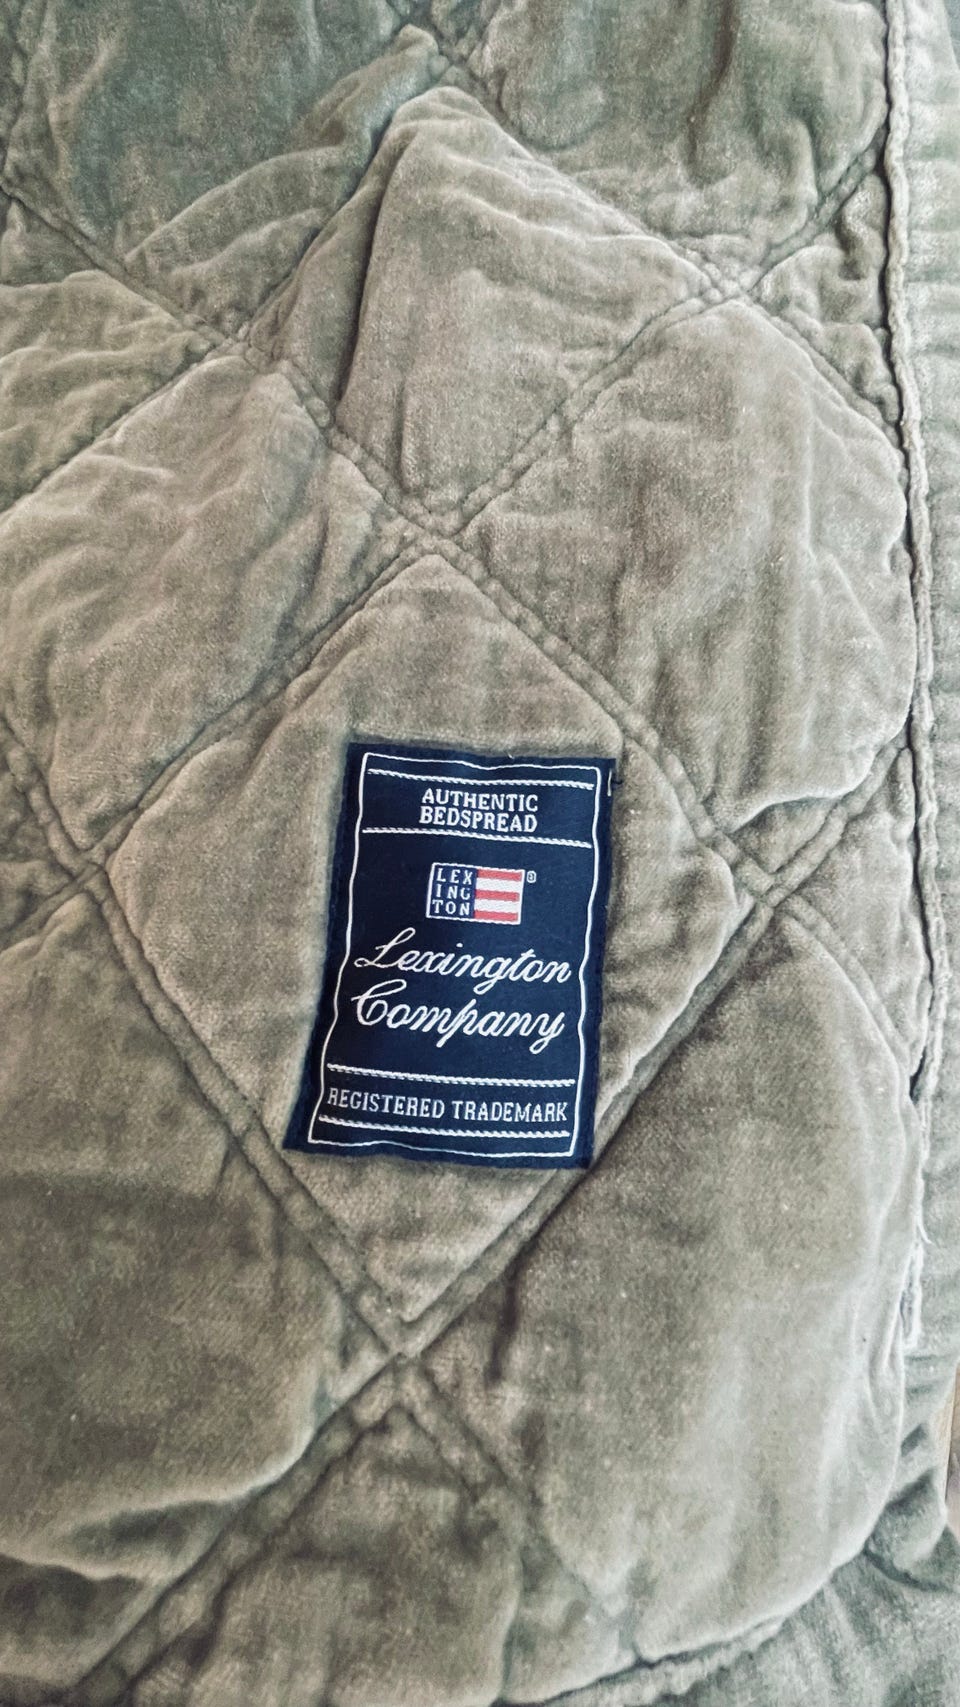 AUTHENTIC
BEDSPREAD
LEX
ING
TON
®
Lexington
Company
REGISTERED TRADEMARK